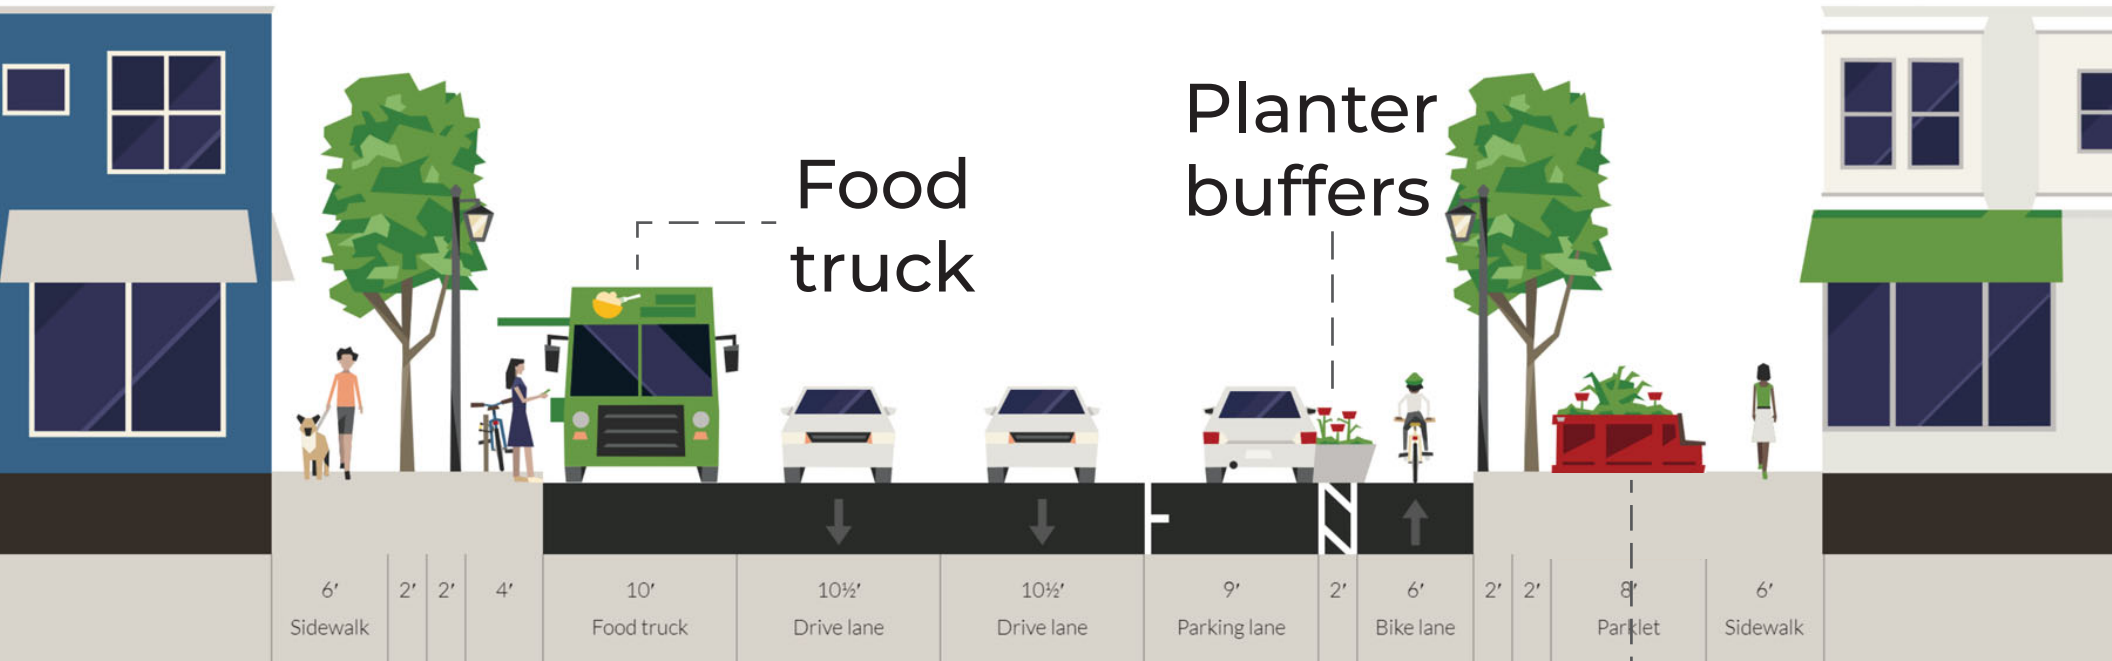 Food
truck
Planter
buffers
6′ 2′ 2′ 4′ 10′ 10½′ 10½′ 9′ 2′ 6′ 2′ 2′ 8′ 6′
Sidewalk Food truck Drive lane Drive lane Parking lane Bike lane Parklet Sidewalk